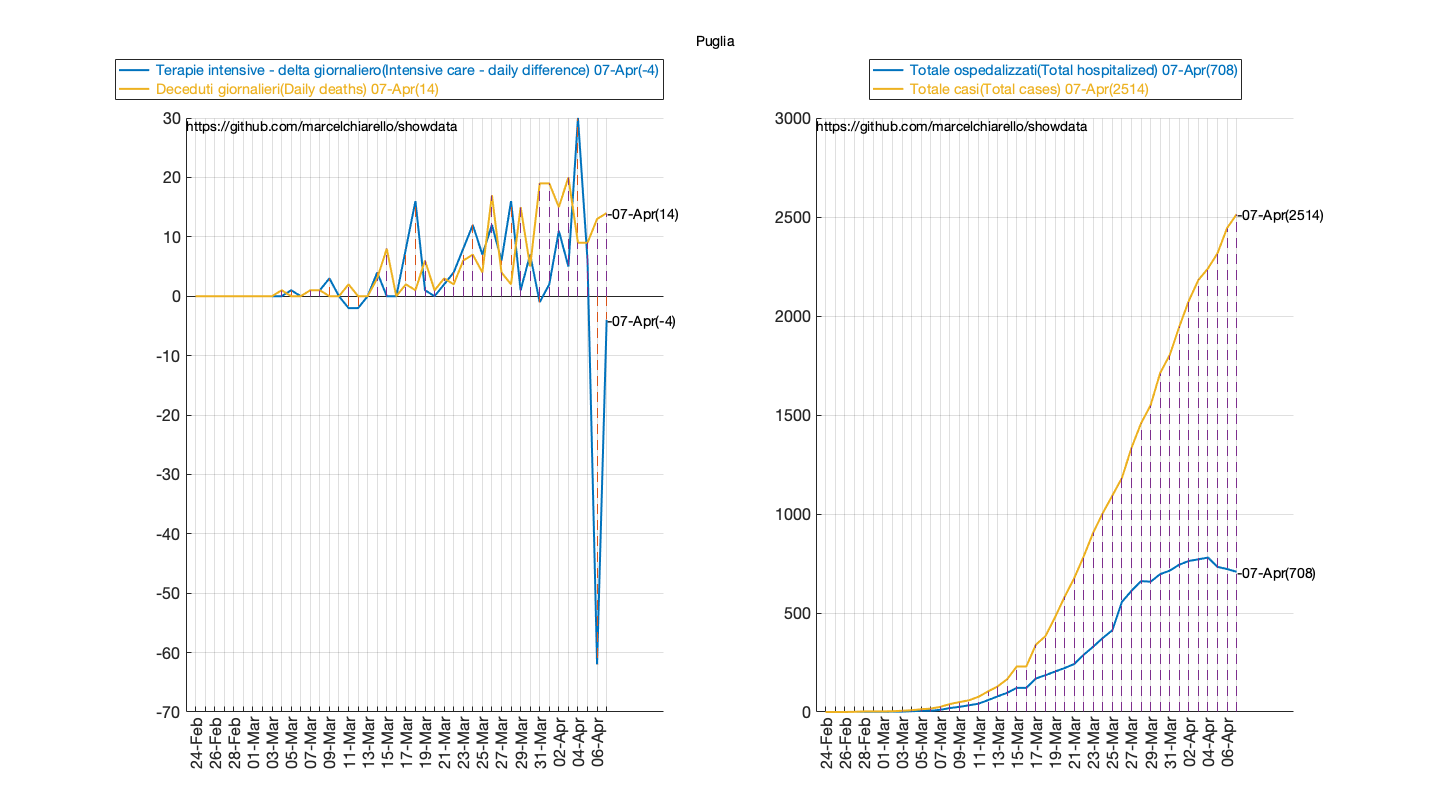 Puglia
Terapie intensive - delta giornaliero(Intensive care - daily difference) 07-Apr(-4)
Deceduti giornalieri(Daily deaths) 07-Apr(14)
https://github.com/marcelchiarello/showdata
30
20
10
0
-10
-20
-30
-40
-50
-60
-70
-07-Apr(14)
-07-Apr(-4)
24-Feb
26-Feb
28-Feb
01-Mar
03-Mar
05-Mar
07-Mar
09-Mar
11-Mar
13-Mar
15-Mar
17-Mar
19-Mar
21-Mar
23-Mar
25-Mar
27-Mar
29-Mar
31-Mar
02-Apr
04-Apr
06-Apr
Totale ospedalizzati(Total hospitalized) 07-Apr(708)
Totale casi(Total cases) 07-Apr(2514)
https://github.com/marcelchiarello/showdata
3000
2500
2000
1500
1000
500
0
-07-Apr(2514)
-07-Apr(708)
24-Feb
26-Feb
28-Feb
01-Mar
03-Mar
05-Mar
07-Mar
09-Mar
11-Mar
13-Mar
15-Mar
17-Mar
19-Mar
21-Mar
23-Mar
25-Mar
27-Mar
29-Mar
31-Mar
02-Apr
04-Apr
06-Apr